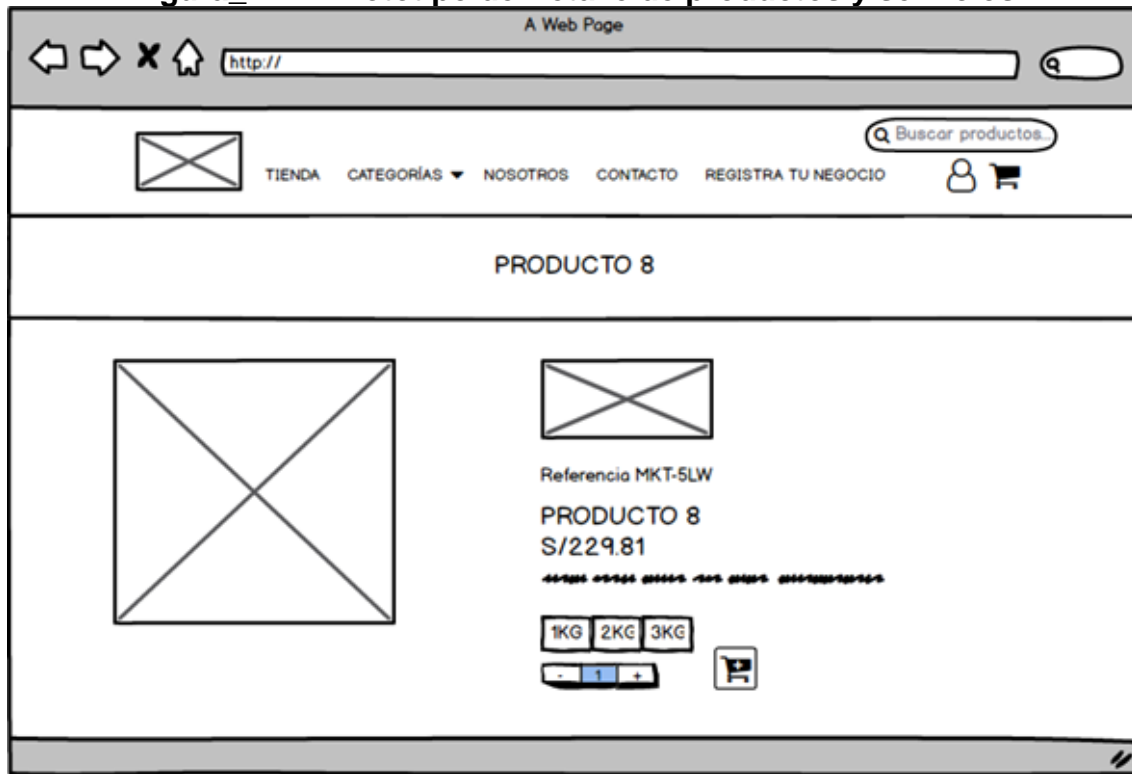 A Web Page
http://
Buscar productos...
TIENDA CATEGORÍAS NOSOTROS CONTACTO REGISTRA TU NEGOCIO
PRODUCTO 8
Referencia MKT-5LW
PRODUCTO 8
S/229.81
1KG 2KG 3KG
- 1 +